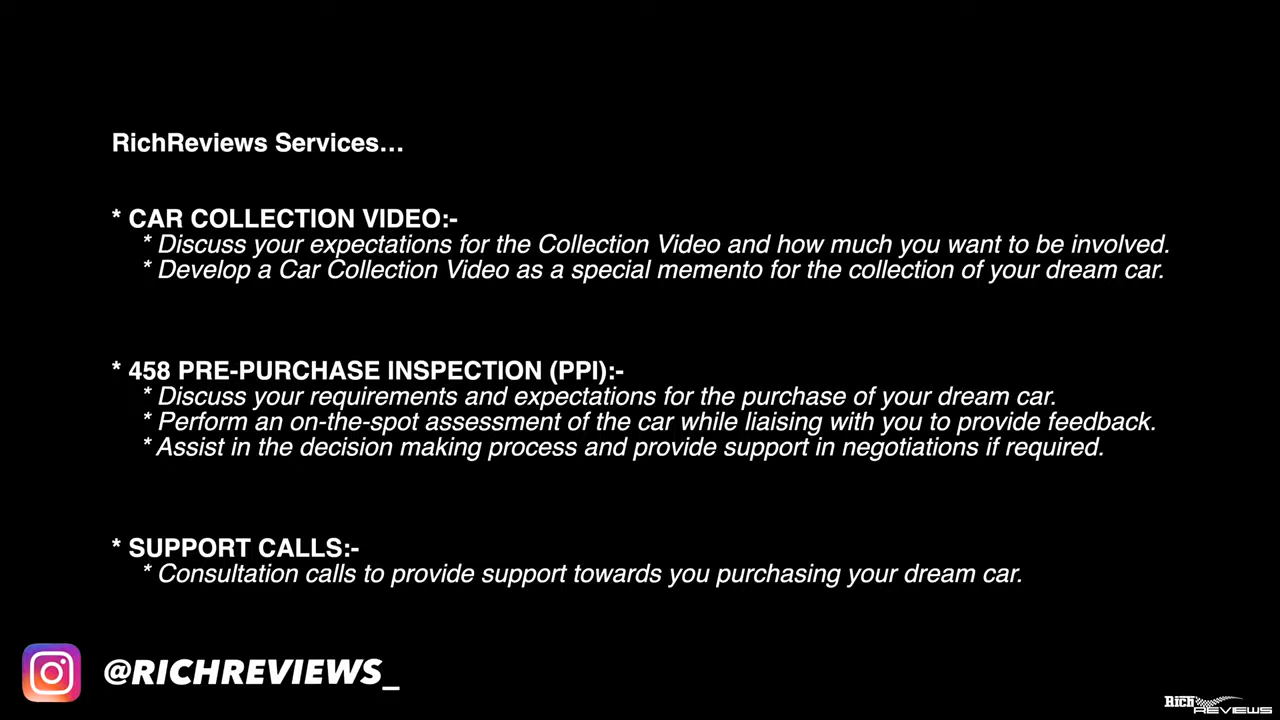 RichReviews Services...
* CAR COLLECTION VIDEO:-
* Discuss your expectations for the Collection Video and how much you want to be involved.
* Develop a Car Collection Video as a special memento for the collection of your dream car.
* 458 PRE-PURCHASE INSPECTION (PPI):-
* Discuss your requirements and expectations for the purchase of your dream car.
* Perform an on-the-spot assessment of the car while liaising with you to provide feedback.
* Assist in the decision making process and provide support in negotiations if required.
* SUPPORT CALLS:-
* Consultation calls to provide support towards you purchasing your dream car.
@RICHREVIEWS_
Rich
REVIEWS